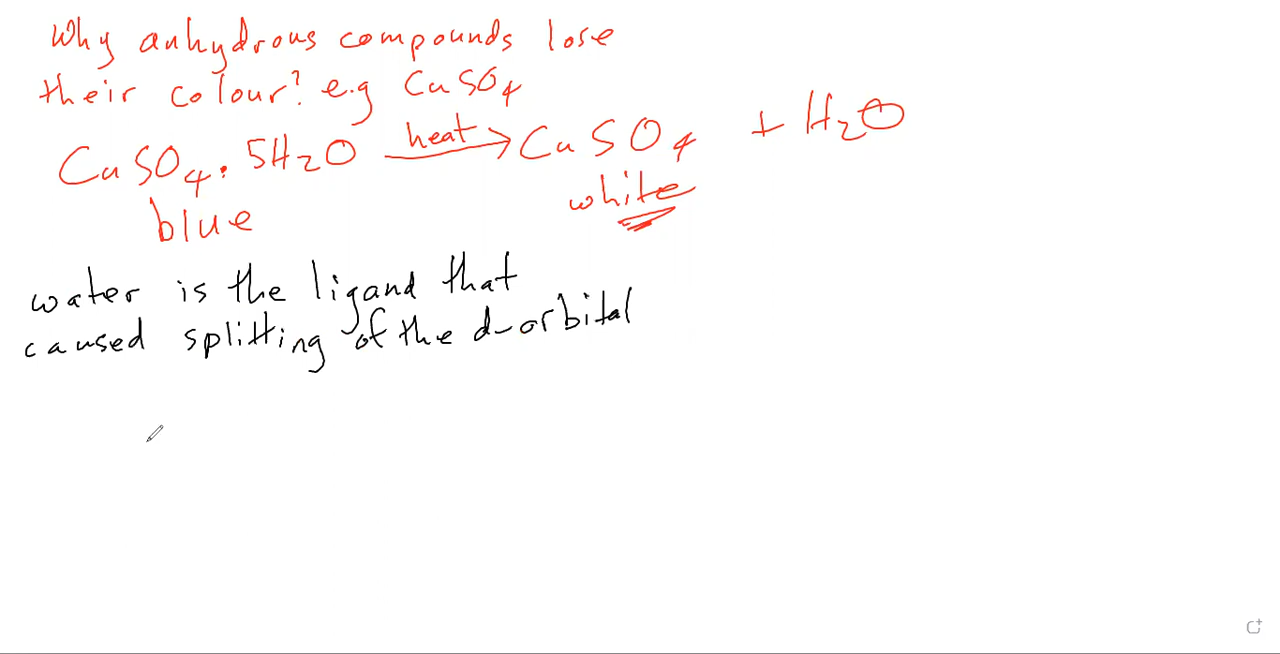 Why anhydrous compounds lose
their colour? e.g CuSO4
CuSO4. 5H2O heat → CuSO4 + H2O
blue white
water is the ligand that
caused splitting of the d-orbital